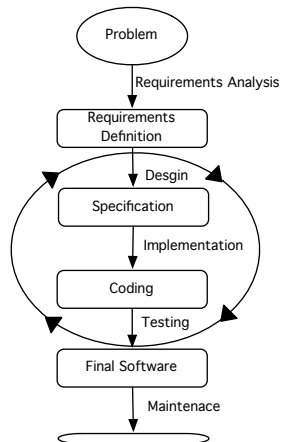 Problem
Requirements Analysis
Requirements
Definition
Desgin
Specification
Implementation
Coding
Testing
Final Software
Maintenace